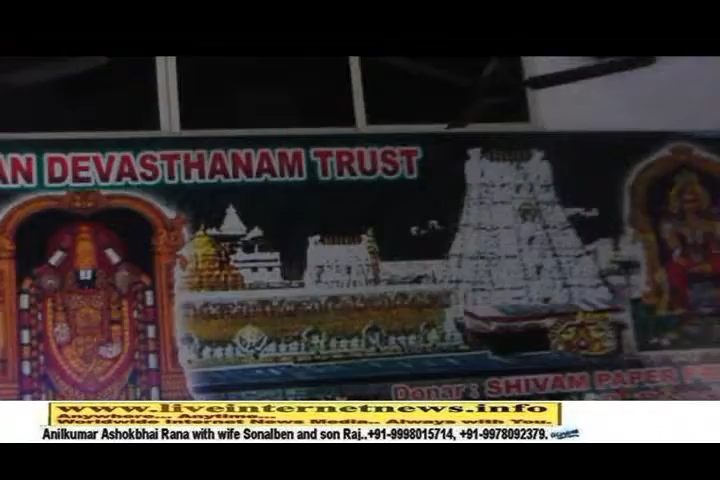 AN DEVASTHANAM TRUST
Donar : SHIVAM PAPER
www.liveinternetnews.info
Anywhere... Anytime...
Worldwide Internet News Media.. Always with You.
Anilkumar Ashokbhai Rana with wife Sonalben and son Raj..+91-9998015714, +91-9978092379.